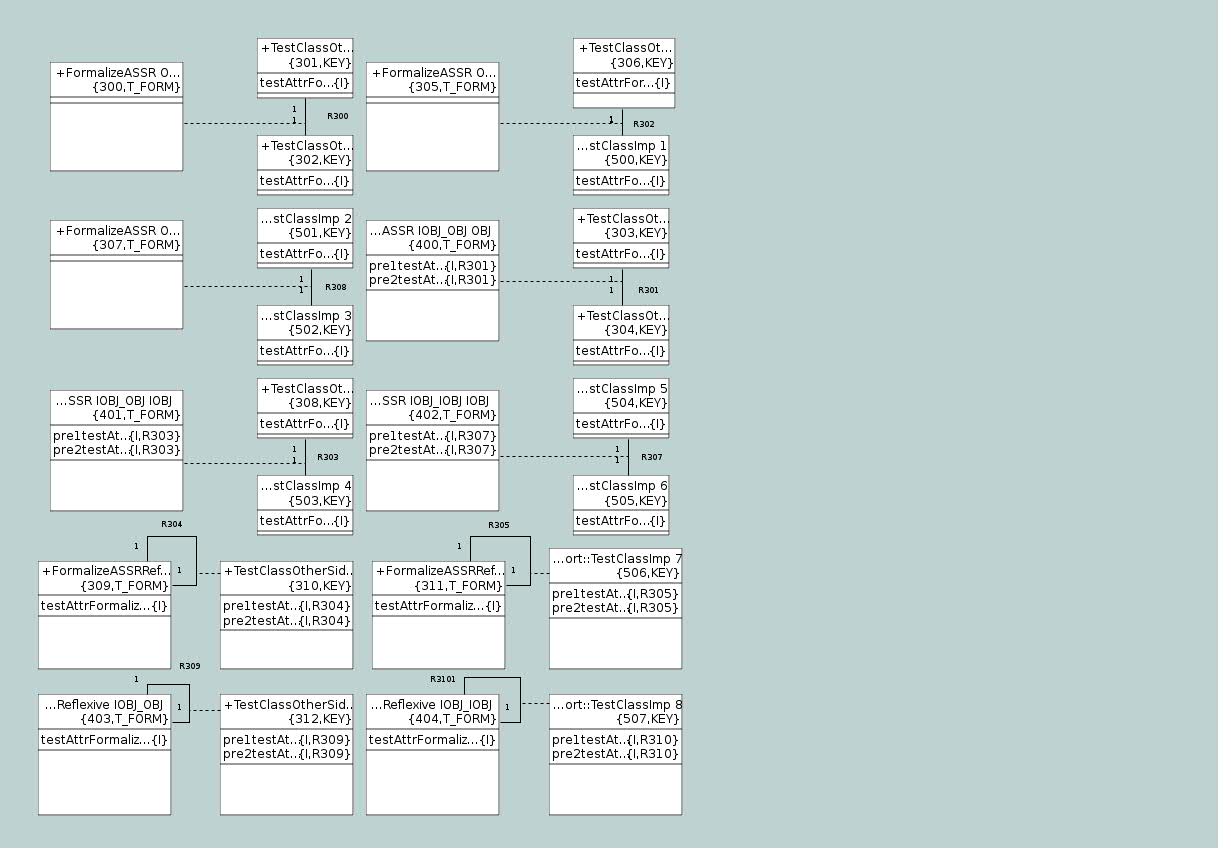 +FormalizeASSR O...
{300,T_FORM}
+TestClassOt...
{301,KEY}
testAttrFo...{I}
1
1
R300
+TestClassOt...
{302,KEY}
testAttrFo...{I}
+FormalizeASSR O...
{305,T_FORM}
+TestClassOt...
{306,KEY}
testAttrFor...{I}
1
R302
...stClassImp 1
{500,KEY}
testAttrFo...{I}
+FormalizeASSR O...
{307,T_FORM}
...stClassImp 2
{501,KEY}
testAttrFo...{I}
1
1
R308
...stClassImp 3
{502,KEY}
testAttrFo...{I}
...ASSR IOBJ_OBJ OBJ
{400,T_FORM}
pre1testAt...{I,R301}
pre2testAt...{I,R301}
+TestClassOt...
{303,KEY}
testAttrFo...{I}
1
1
R301
+TestClassOt...
{304,KEY}
testAttrFo...{I}
...SSR IOBJ_OBJ IOBJ
{401,T_FORM}
pre1testAt...{I,R303}
pre2testAt...{I,R303}
+TestClassOt...
{308,KEY}
testAttrFo...{I}
1
1
R303
...stClassImp 4
{503,KEY}
testAttrFo...{I}
...SSR IOBJ_IOBJ IOBJ
{402,T_FORM}
pre1testAt...{I,R307}
pre2testAt...{I,R307}
...stClassImp 5
{504,KEY}
testAttrFo...{I}
1
1
R307
...stClassImp 6
{505,KEY}
testAttrFo...{I}
R304
1
1
+FormalizeASSRRef...
{309,T_FORM}
testAttrFormaliz...{I}
+TestClassOtherSid...
{310,KEY}
pre1testAt...{I,R304}
pre2testAt...{I,R304}
R305
1
1
+FormalizeASSRRef...
{311,T_FORM}
testAttrFormaliz...{I}
...ort::TestClassImp 7
{506,KEY}
pre1testAt...{I,R305}
pre2testAt...{I,R305}
R309
1
1
...Reflexive IOBJ_OBJ
{403,T_FORM}
testAttrFormaliz...{I}
+TestClassOtherSid...
{312,KEY}
pre1testAt...{I,R309}
pre2testAt...{I,R309}
R3101
1
...Reflexive IOBJ_IOBJ
{404,T_FORM}
testAttrFormaliz...{I}
...ort::TestClassImp 8
{507,KEY}
pre1testAt...{I,R310}
pre2testAt...{I,R310}